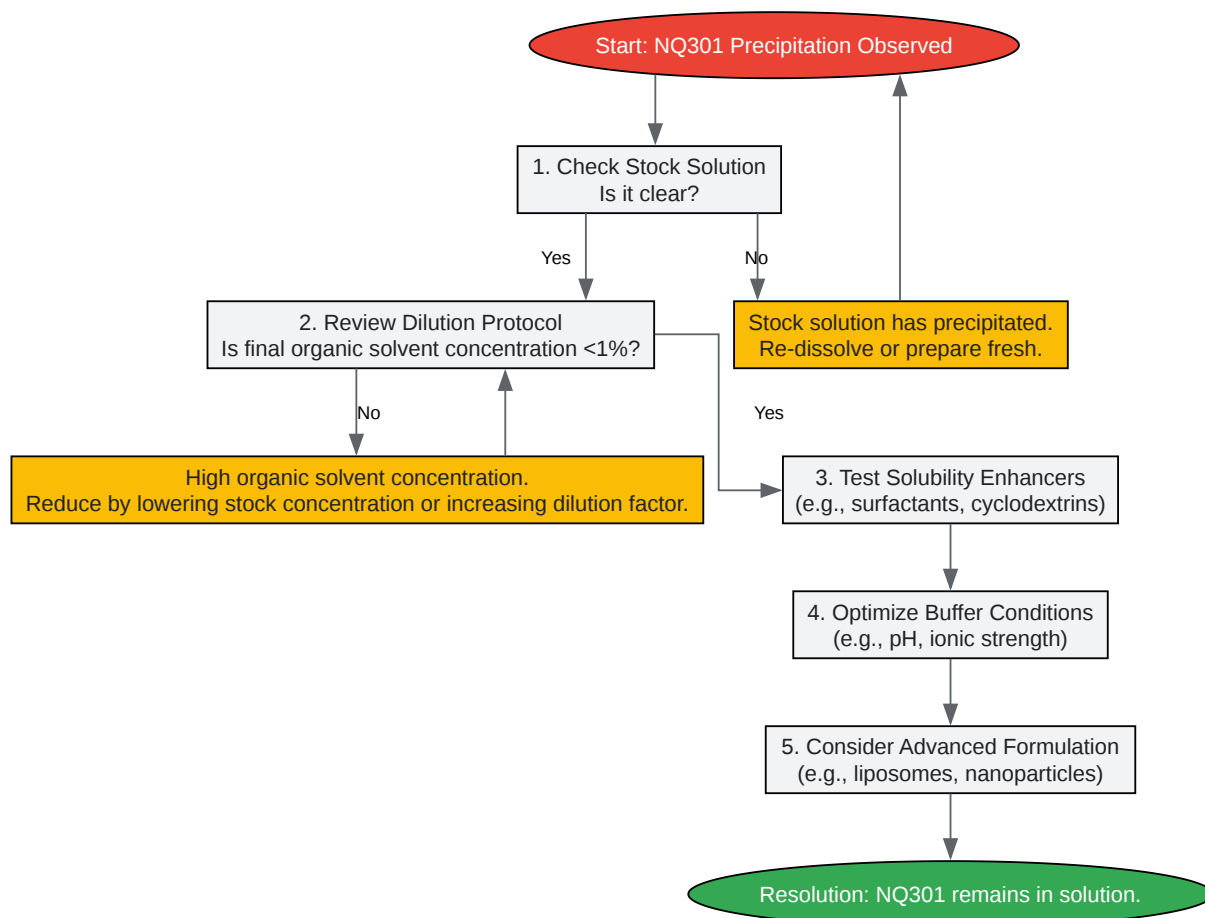 Start: NQ301 Precipitation Observed
1. Check Stock Solution
Is it clear?
Yes
No
2. Review Dilution Protocol
Is final organic solvent concentration <1%?
Stock solution has precipitated.
Re-dissolve or prepare fresh.
No
Yes
High organic solvent concentration.
Reduce by lowering stock concentration or increasing dilution factor.
3. Test Solubility Enhancers
(e.g., surfactants, cyclodextrins)
4. Optimize Buffer Conditions
(e.g., pH, ionic strength)
5. Consider Advanced Formulation
(e.g., liposomes, nanoparticles)
Resolution: NQ301 remains in solution.